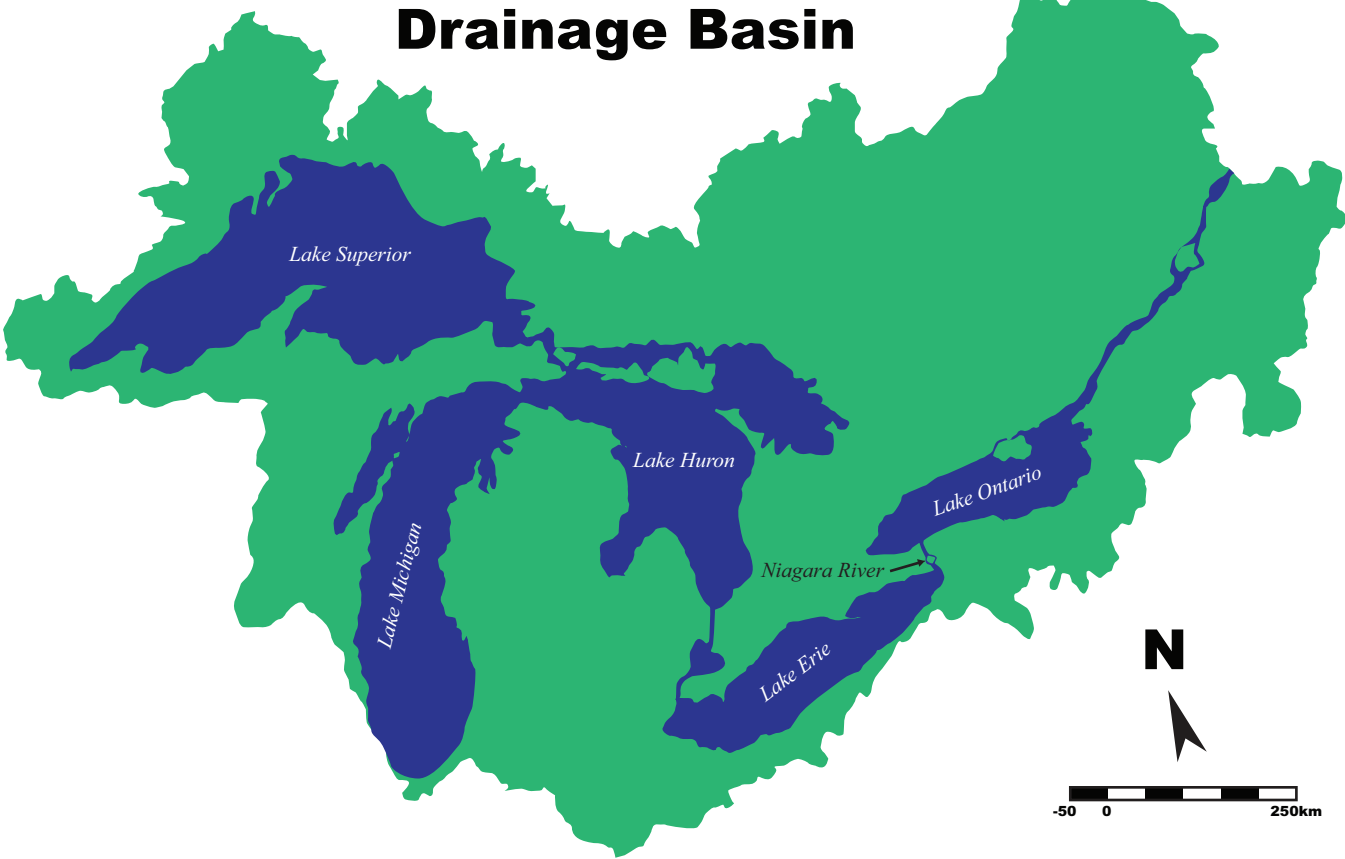 Drainage Basin
Lake Superior
Lake Huron
Lake Ontario
Lake Michigan
Niagara River
Lake Erie
N
-50 0 250km